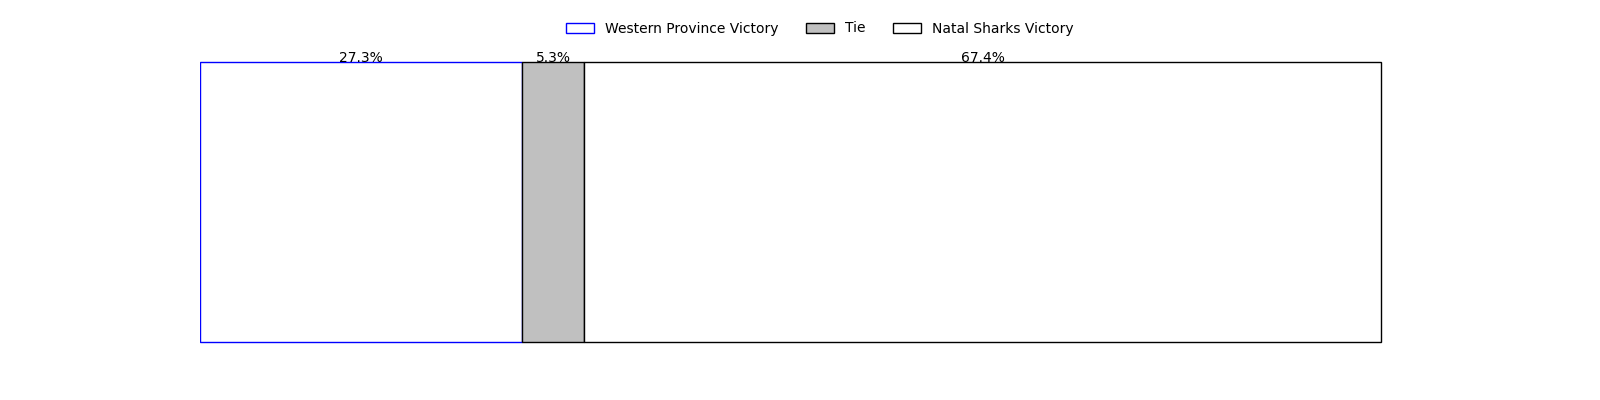 Western Province Victory Tie Natal Sharks Victory
27.3% 5.3% 67.4%